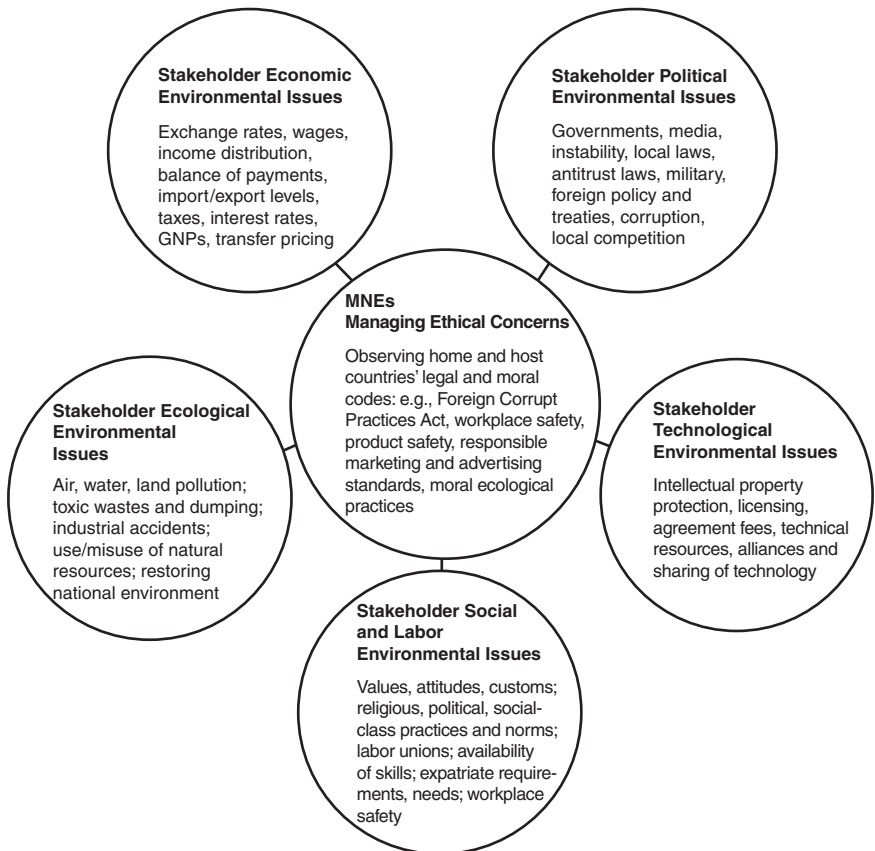 Stakeholder Economic
Environmental Issues
Exchange rates, wages,
income distribution,
balance of payments,
import/export levels,
taxes, interest rates,
GNPs, transfer pricing
Stakeholder Political
Environmental Issues
Governments, media,
instability, local laws,
antitrust laws, military,
foreign policy and
treaties, corruption,
local competition
MNEs
Managing Ethical Concerns
Observing home and host
countries' legal and moral
codes: e.g., Foreign Corrupt
Practices Act, workplace safety,
product safety, responsible
marketing and advertising
standards, moral ecological
practices
Stakeholder Ecological
Environmental
Issues
Air, water, land pollution;
toxic wastes and dumping;
industrial accidents;
use/misuse of natural
resources; restoring
national environment
Stakeholder
Technological
Environmental Issues
Intellectual property
protection, licensing,
agreement fees, technical
resources, alliances and
sharing of technology
Stakeholder Social
and Labor
Environmental Issues
Values, attitudes, customs;
religious, political, social-
class practices and norms;
labor unions; availability
of skills; expatriate require-
ments, needs; workplace
safety